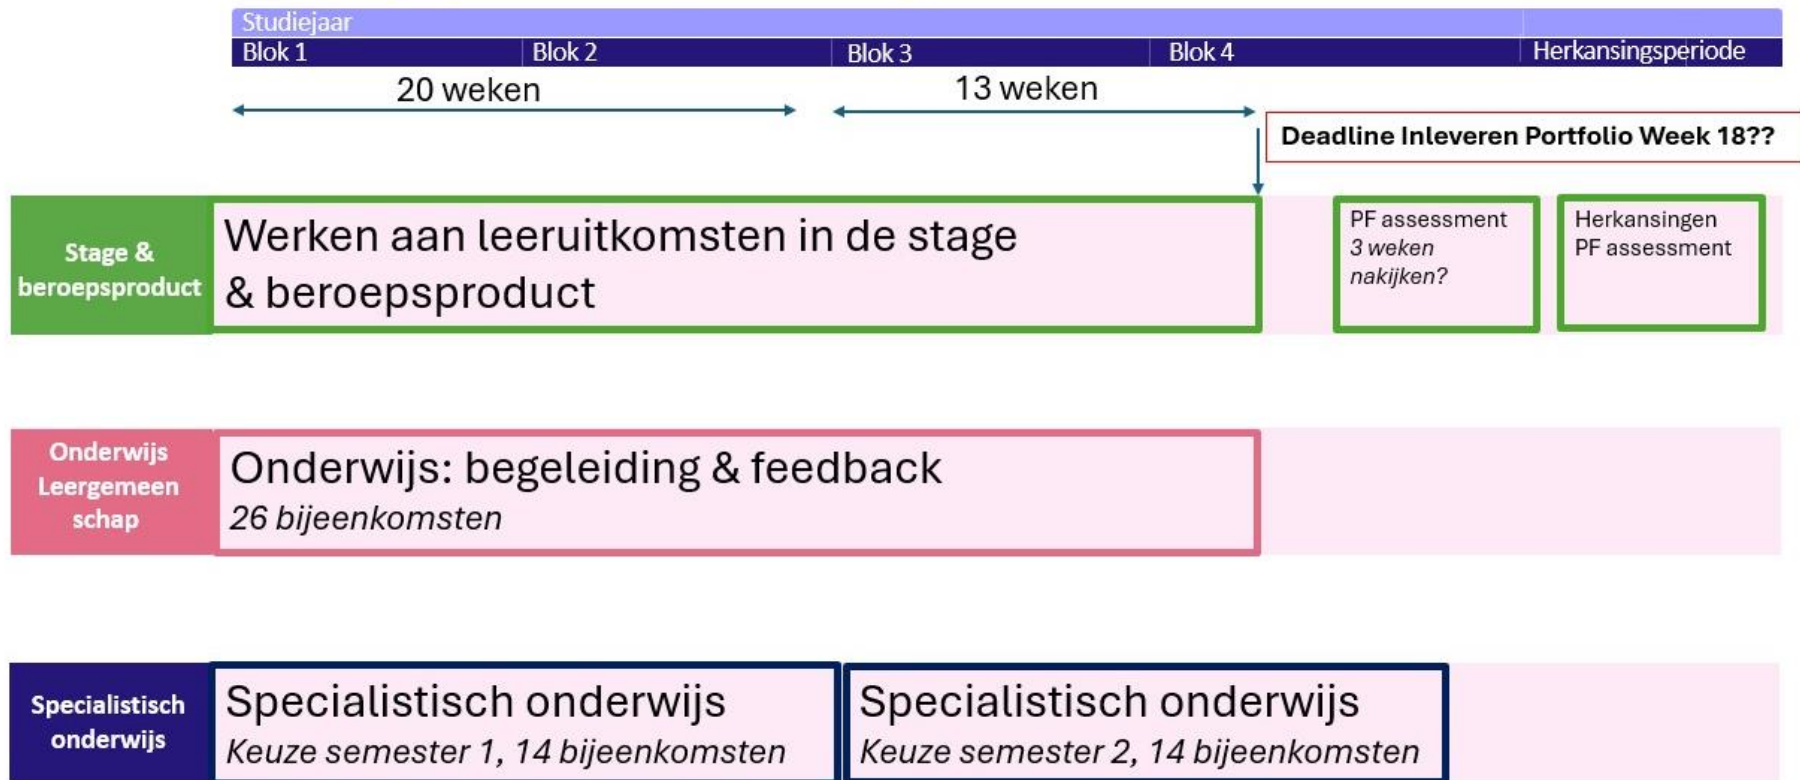 Studiejaar
Blok 1
Blok 2
Blok 3
Blok 4
Herkansingsperiode
20 weken
13 weken
Deadline Inleveren Portfolio Week 18??
Stage &
beroepsproduct
Werken aan leeruitkomsten in de stage
& beroepsproduct
PF assessment
3 weken
nakijken?
Herkansingen
PF assessment
Onderwijs
Leergemeen
schap
Onderwijs: begeleiding & feedback
26 bijeenkomsten
Specialistisch
onderwijs
Specialistisch onderwijs
Keuze semester 1, 14 bijeenkomsten
Specialistisch onderwijs
Keuze semester 2, 14 bijeenkomsten